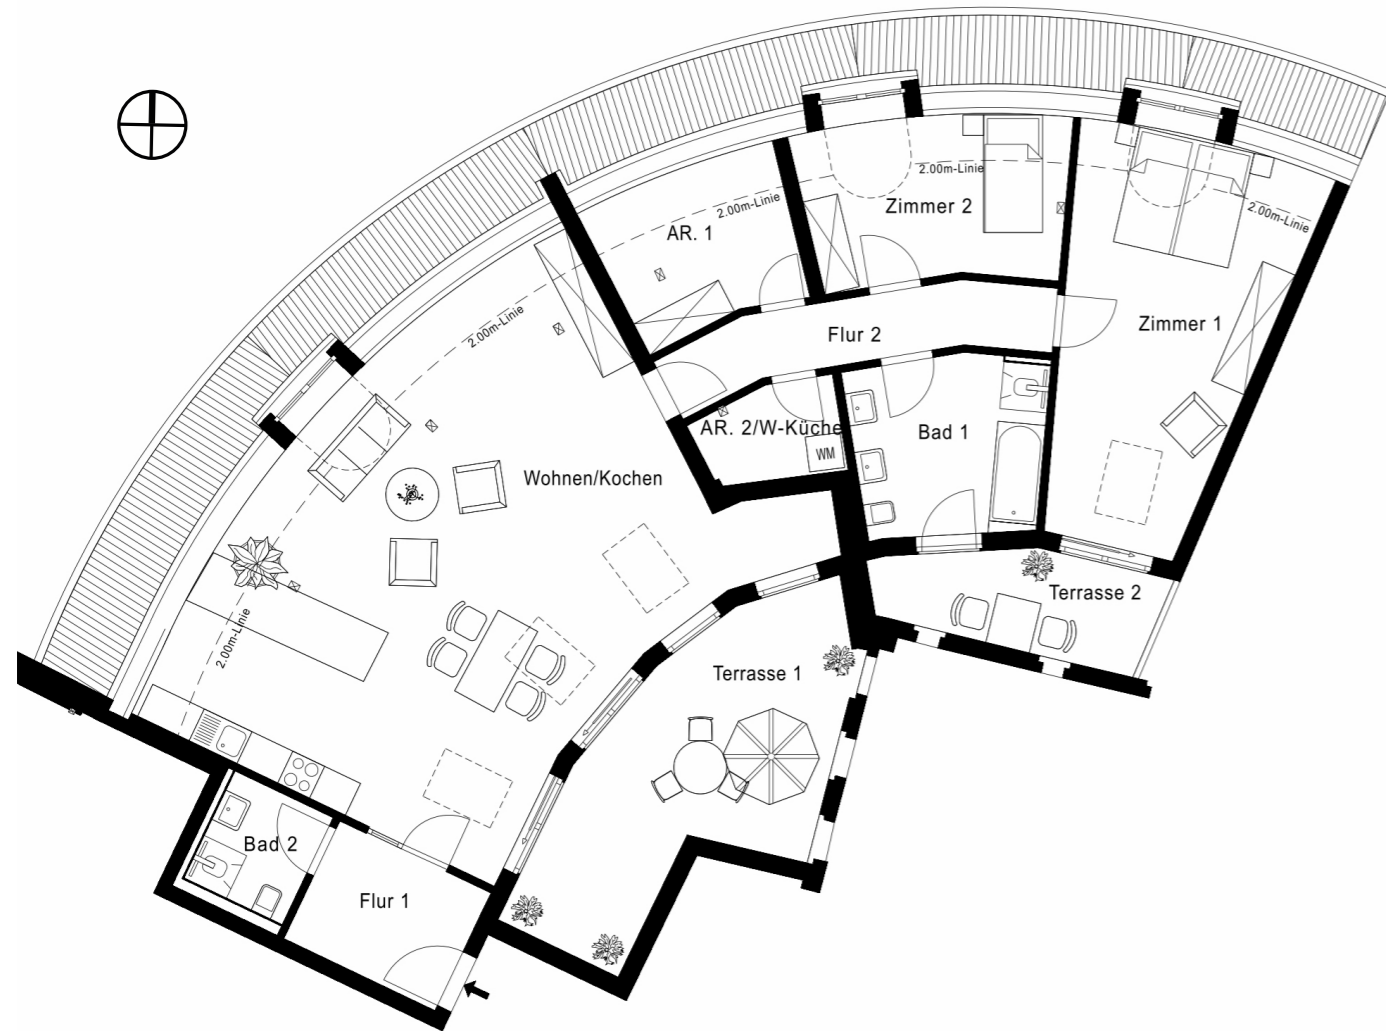 2.00m-Linie
Zimmer 2
2.00m-Linie
2.00m-Linie
AR. 1
Zimmer 1
2.00m-Linie
Flur 2
AR. 2/W-Küche
Bad 1
WM
Wohnen/Kochen
Terrasse 2
2.00m-Linie
Terrasse 1
Bad 2
Flur 1